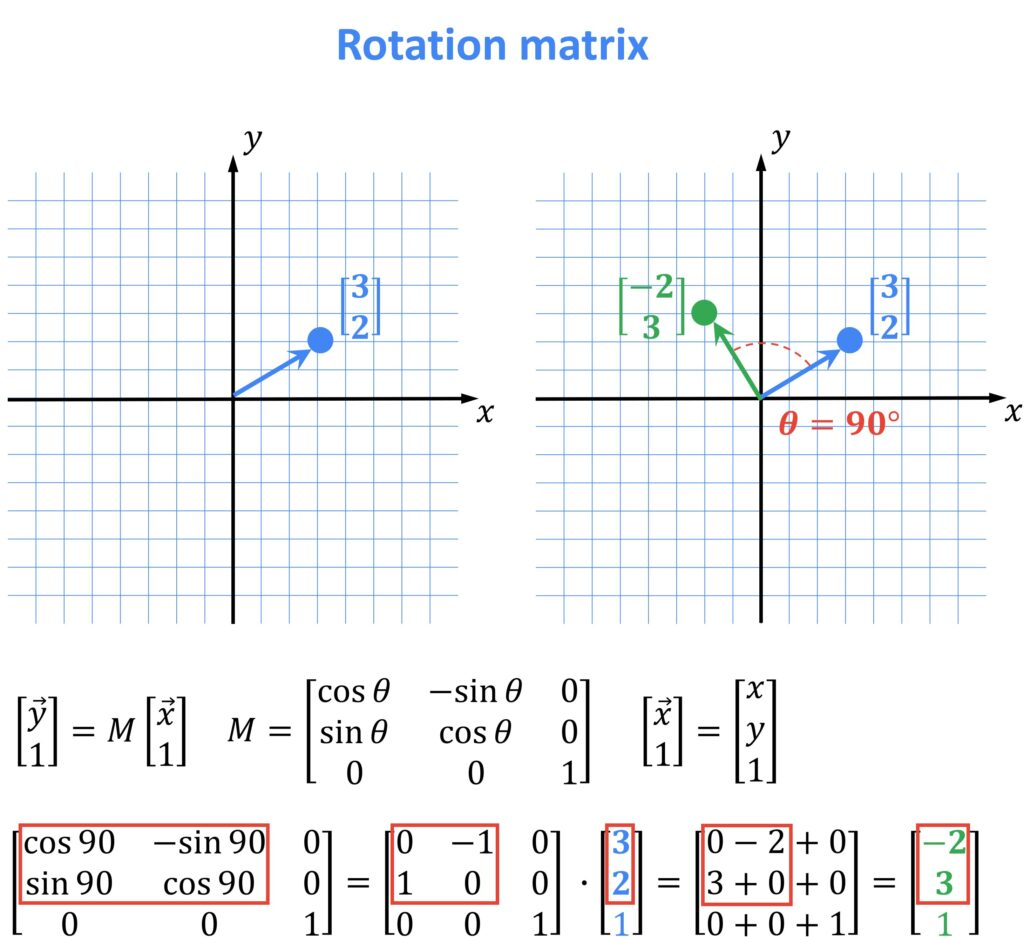 Rotation matrix
y
y
[3 2]
[−2 3]
[3 2]
x
x
θ = 90°
[y⃗ 1] = M [x⃗ 1] M = [cos θ −sin θ 0
sin θ cos θ 0
0 0 1] [x⃗ 1] = [x y 1]
[cos 90 −sin 90 0
sin 90 cos 90 0
0 0 1] = [0 −1 0
1 0 0
0 0 1] · [3 2 1] = [0 − 2 + 0
3 + 0 + 0
0 + 0 + 1] = [−2 3 1]